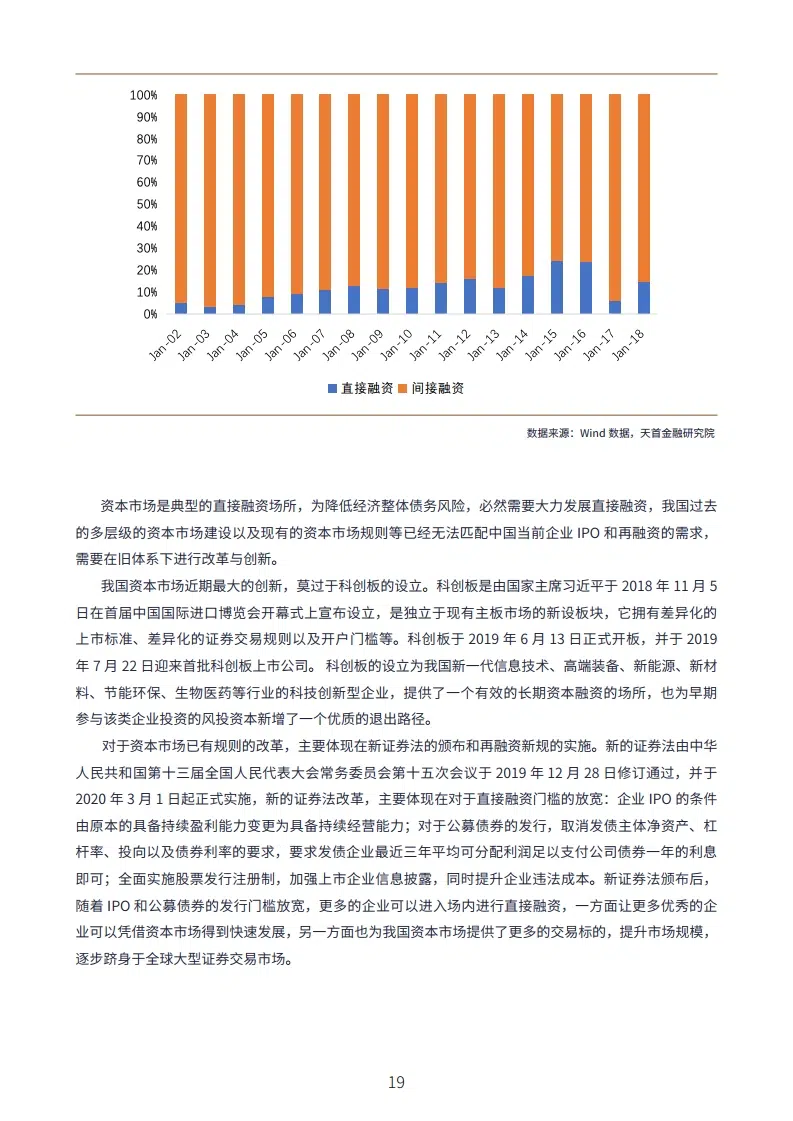 100%
90%
80%
70%
60%
50%
40%
30%
20%
10%
0%
Jan-02
Jan-03
Jan-04
Jan-05
Jan-06
Jan-07
Jan-08
Jan-09
Jan-10
Jan-11
Jan-12
Jan-13
Jan-14
Jan-15
Jan-16
Jan-17
Jan-18
直接融资 间接融资
数据来源：Wind 数据，天首金融研究院
资本市场是典型的直接融资场所，为降低经济整体债务风险，必然需要大力发展直接融资，我国过去
的多层级的资本市场建设以及现有的资本市场规则等已经无法匹配中国当前企业 IPO 和再融资的需求，
需要在旧体系下进行改革与创新。
我国资本市场近期最大的创新，莫过于科创板的设立。科创板是由国家主席习近平于 2018 年 11 月 5
日在首届中国国际进口博览会开幕式上宣布设立，是独立于现有主板市场的新设板块，它拥有差异化的
上市标准、差异化的证券交易规则以及开户门槛等。科创板于 2019 年 6 月 13 日正式开板，并于 2019
年 7 月 22 日迎来首批科创板上市公司。 科创板的设立为我国新一代信息技术、高端装备、新能源、新材
料、节能环保、生物医药等行业的科技创新型企业，提供了一个有效的长期资本融资的场所，也为早期
参与该类企业投资的风投资本新增了一个优质的退出路径。
对于资本市场已有规则的改革，主要体现在新证券法的颁布和再融资新规的实施。新的证券法由中华
人民共和国第十三届全国人民代表大会常务委员会第十五次会议于 2019 年 12 月 28 日修订通过，并于
2020 年 3 月 1 日起正式实施，新的证券法改革，主要体现在对于直接融资门槛的放宽：企业 IPO 的条件
由原本的具备持续盈利能力变更为具备持续经营能力；对于公募债券的发行，取消发债主体净资产、杠
杆率、投向以及债券利率的要求，要求发债企业最近三年平均可分配利润足以支付公司债券一年的利息
即可；全面实施股票发行注册制，加强上市企业信息披露，同时提升企业违法成本。新证券法颁布后，
随着 IPO 和公募债券的发行门槛放宽，更多的企业可以进入场内进行直接融资，一方面让更多优秀的企
业可以凭借资本市场得到快速发展，另一方面也为我国资本市场提供了更多的交易标的，提升市场规模，
逐步跻身于全球大型证券交易市场。
19